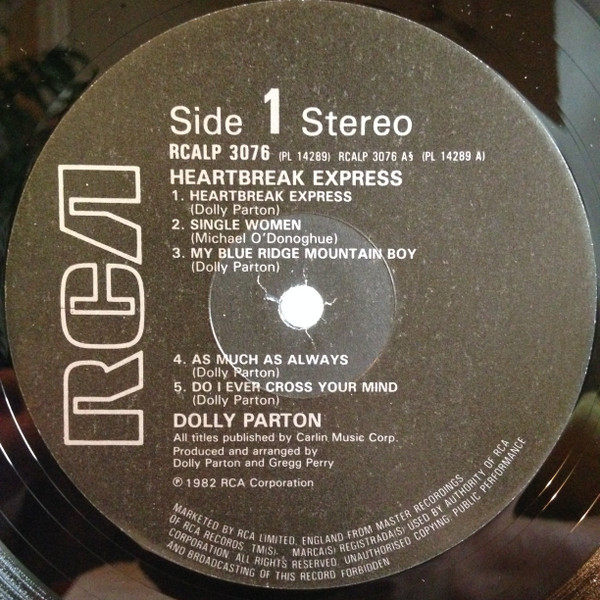 RCA
Side 1 Stereo
RCALP 3076 (PL 14289) RCALP 3076 A§ (PL 14289 A)
HEARTBREAK EXPRESS
1. HEARTBREAK EXPRESS
(Dolly Parton)
2. SINGLE WOMEN
(Michael O'Donoghue)
3. MY BLUE RIDGE MOUNTAIN BOY
(Dolly Parton)
4. AS MUCH AS ALWAYS
(Dolly Parton)
5. DO I EVER CROSS YOUR MIND
(Dolly Parton)
DOLLY PARTON
All titles published by Carlin Music Corp.
Produced and arranged by
Dolly Parton and Gregg Perry
℗ 1982 RCA Corporation
MARKETED BY RCA LIMITED, ENGLAND FROM MASTER RECORDINGS
OF RCA RECORDS. TM(S)., MARCA(S) REGISTRADA(S) USED BY AUTHORITY OF RCA
CORPORATION. ALL RIGHTS RESERVED. UNAUTHORISED COPYING, PUBLIC PERFORMANCE
AND BROADCASTING OF THIS RECORD FORBIDDEN